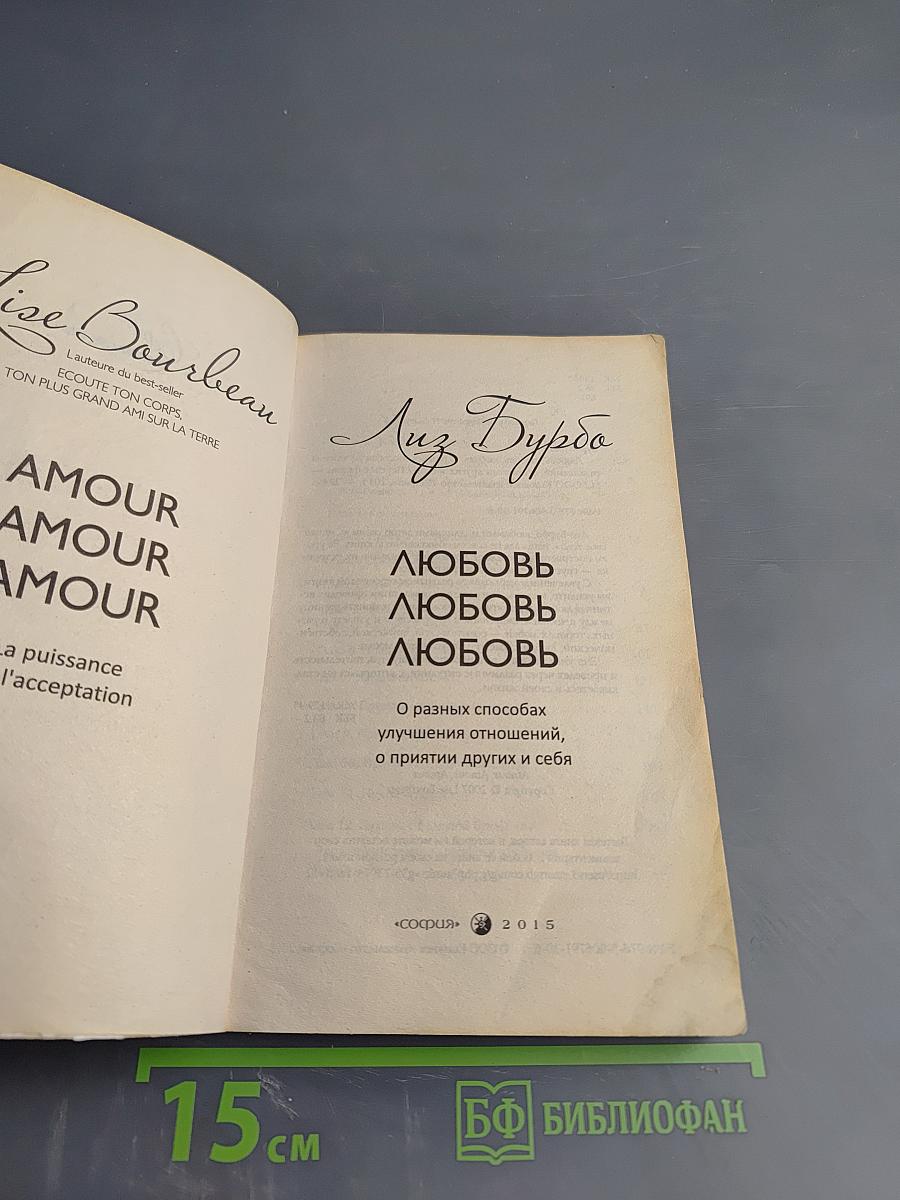 Lise Bourbeau
L'auteure du best-seller
ECOUTE TON CORPS,
TON PLUS GRAND AMI SUR LA TERRE
AMOUR
AMOUR
AMOUR
La puissance
l'acceptation
Лиз Бурбо
ЛЮБОВЬ
ЛЮБОВЬ
ЛЮБОВЬ
О разных способах
улучшения отношений,
о приятии других и себя
«СОФИЯ» 2015
15 см
БФ БИБЛИОФАН